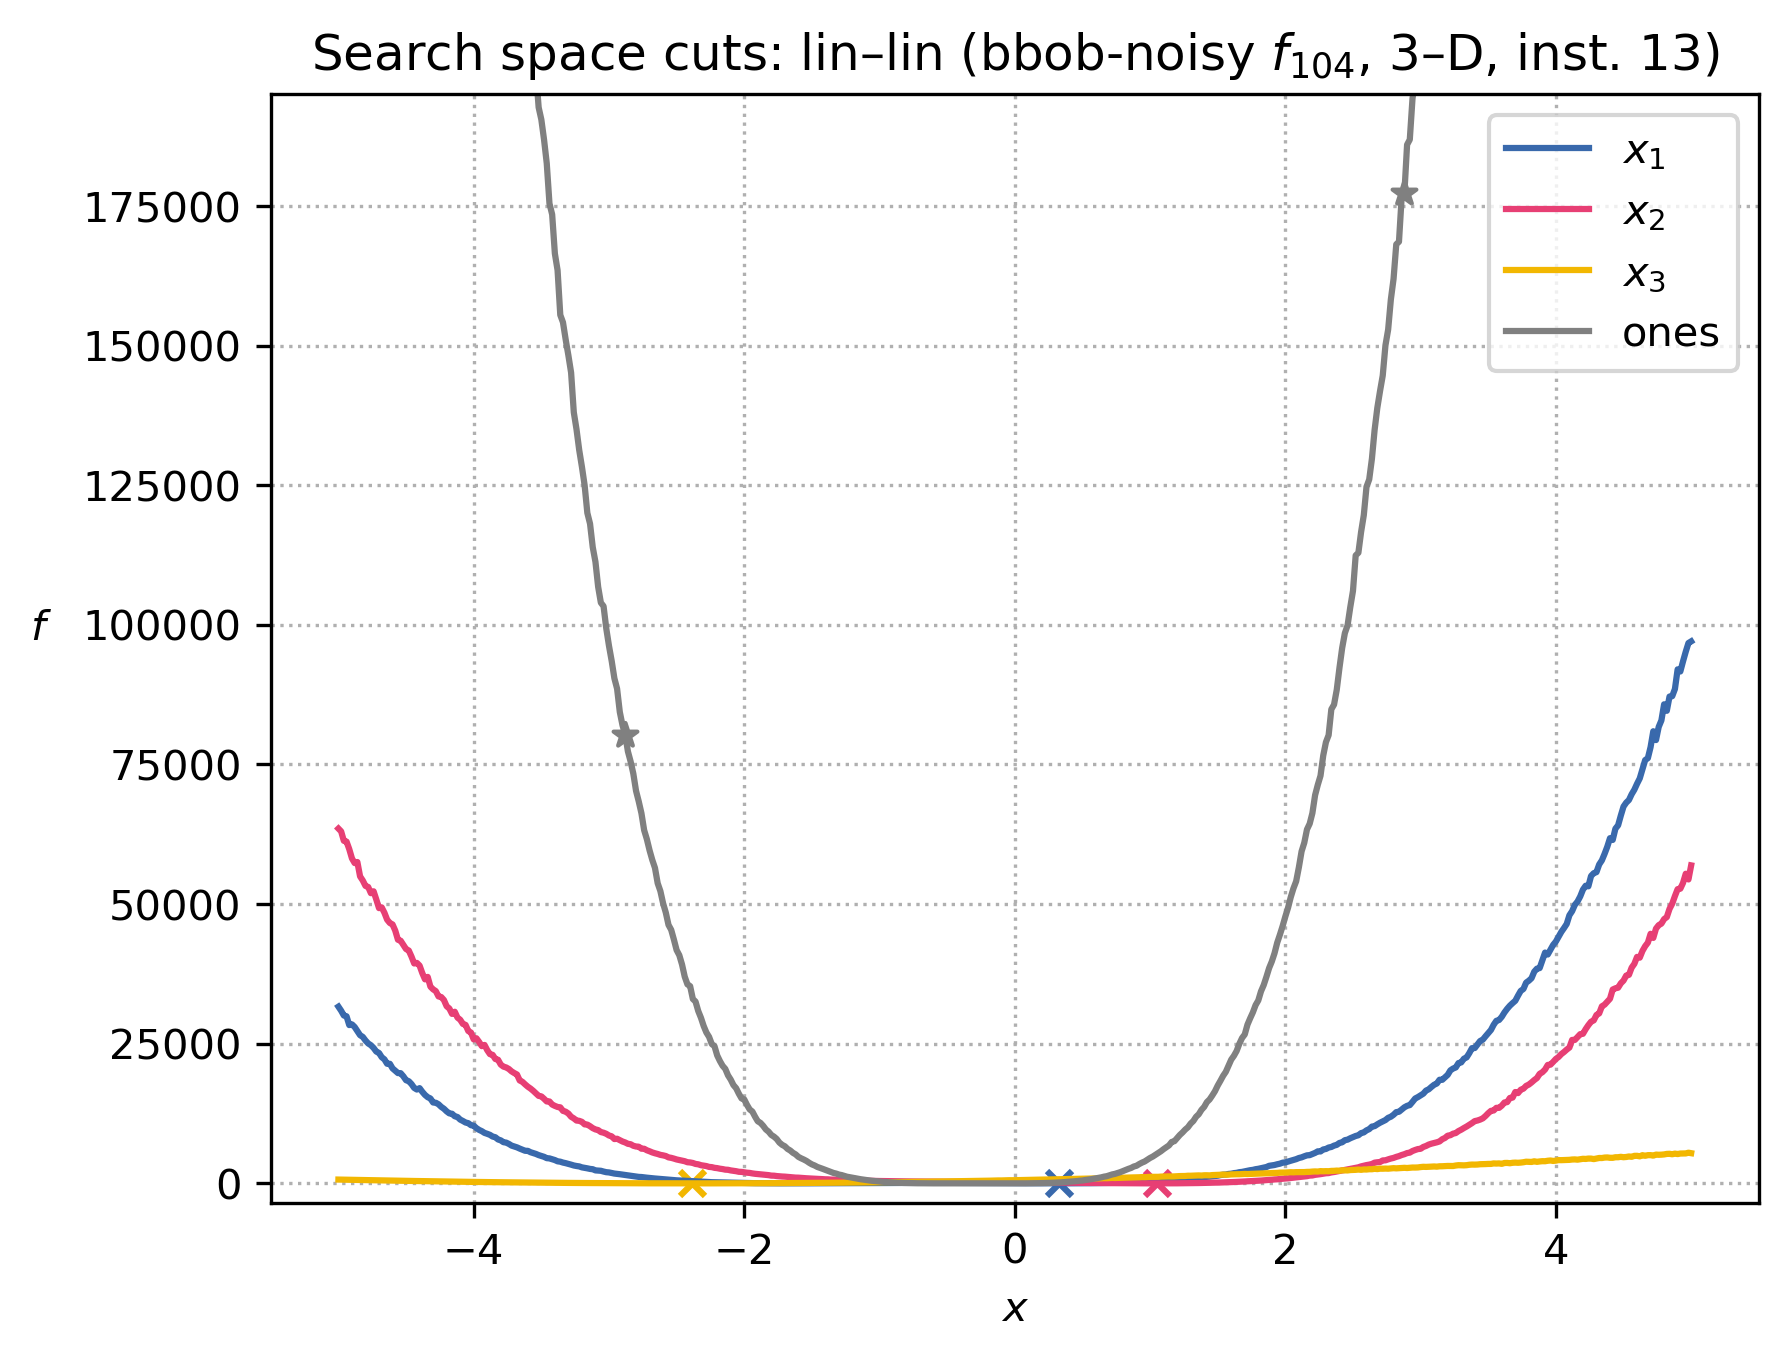 Search space cuts: lin–lin (bbob-noisy f₁₀₄, 3–D, inst. 13)
x₁
x₂
x₃
ones
175000
150000
125000
100000
75000
50000
25000
0
f
−4 −2 0 2 4
x